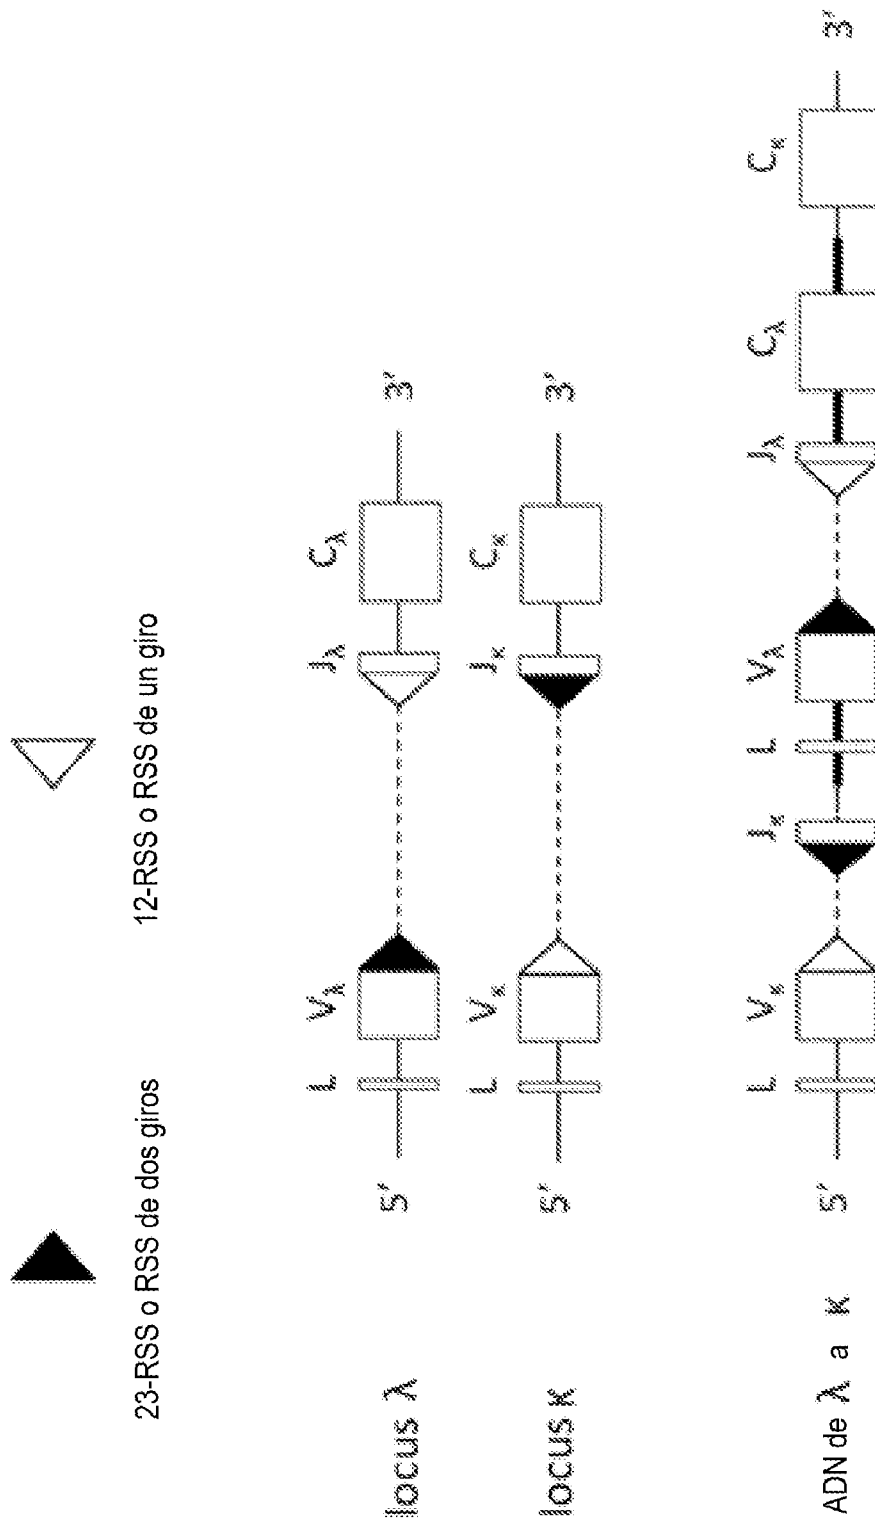 23-RSS o RSS de dos giros
12-RSS o RSS de un giro
L Vλ Jλ Cλ
locus λ 5' 3'
L Vκ Jκ Cκ
locus κ 5' 3'
L Vκ Jκ L Vλ Jλ Cλ Cκ
ADN de λ a κ 5' 3'